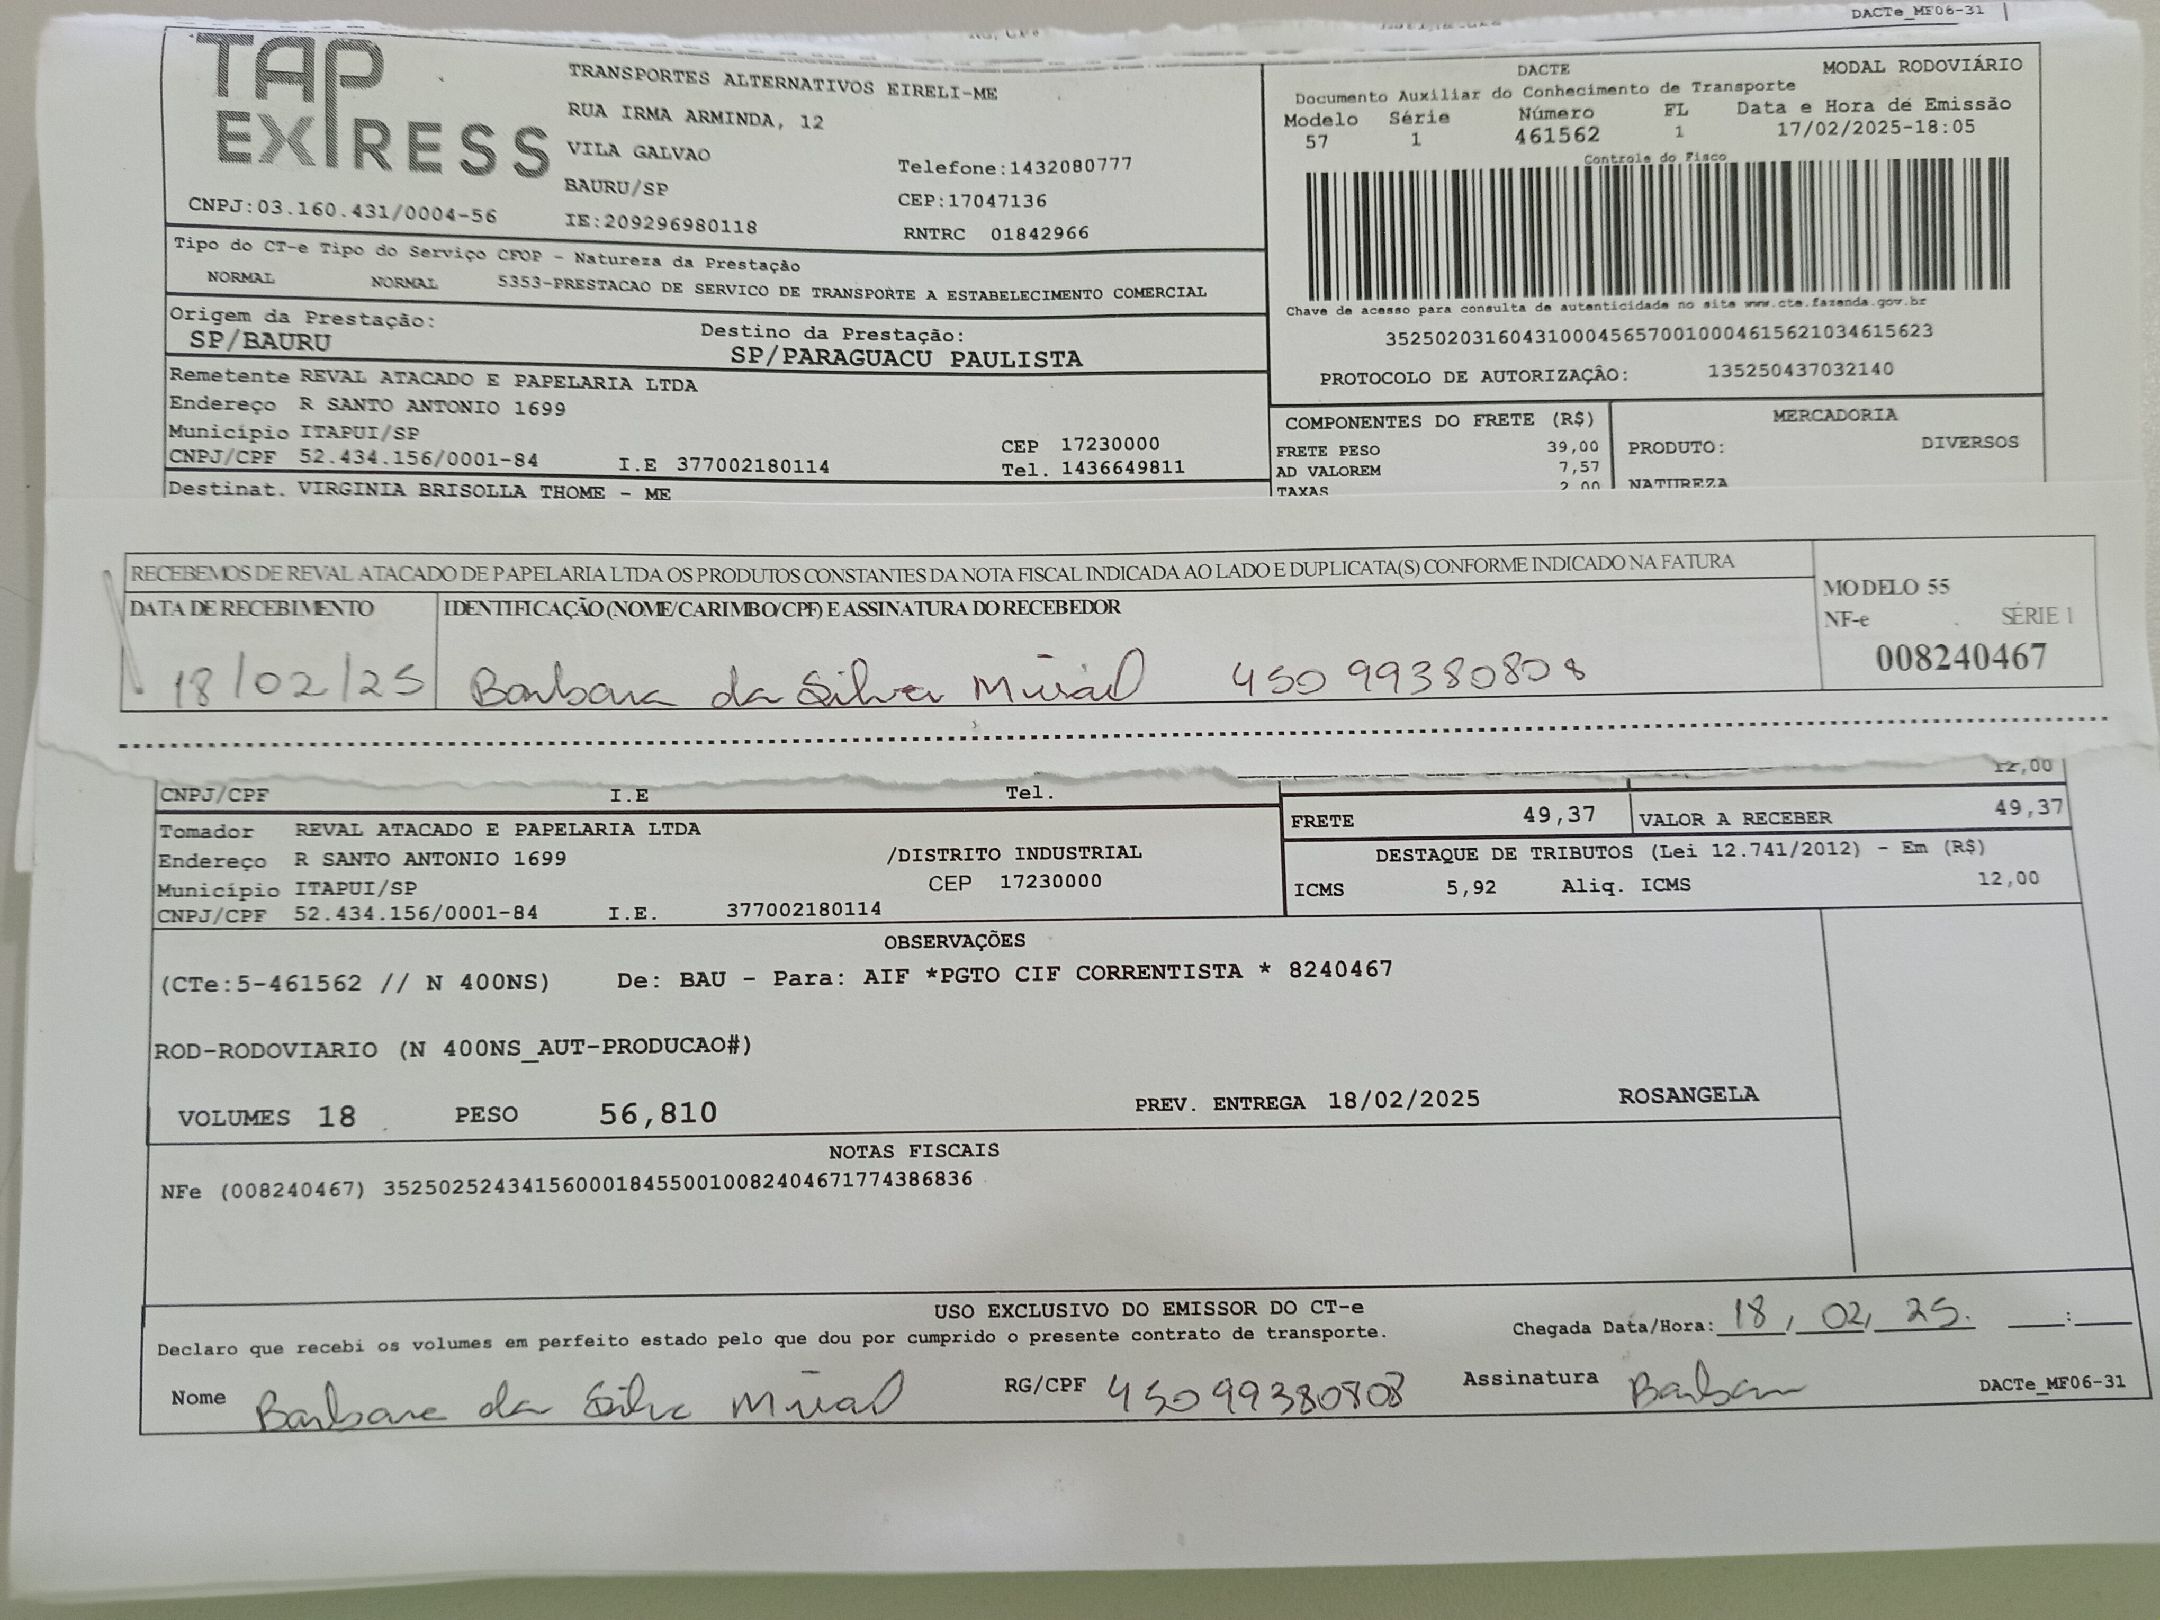 DACTe_MF06-31
TAP EXPRESS
TRANSPORTES ALTERNATIVOS EIRELI-ME
RUA IRMA ARMINDA, 12
VILA GALVAO
Telefone:1432080777
BAURU/SP
CEP:17047136
CNPJ:03.160.431/0004-56
IE:209296980118
RNTRC 01842966
DACTE
MODAL RODOVIÁRIO
Documento Auxiliar do Conhecimento de Transporte
Modelo Série Número FL Data e Hora de Emissão
57 1 461562 1 17/02/2025-18:05
Controle do Fisco
Chave de acesso para consulta de autenticidade no site www.cte.fazenda.gov.br
35250203160431000456570010004615621034615623
PROTOCOLO DE AUTORIZAÇÃO: 135250437032140
Tipo do CT-e Tipo do Serviço CFOP - Natureza da Prestação
NORMAL NORMAL 5353-PRESTACAO DE SERVICO DE TRANSPORTE A ESTABELECIMENTO COMERCIAL
Origem da Prestação: Destino da Prestação:
SP/BAURU SP/PARAGUACU PAULISTA
Remetente REVAL ATACADO E PAPELARIA LTDA
Endereço R SANTO ANTONIO 1699
Município ITAPUI/SP CEP 17230000
CNPJ/CPF 52.434.156/0001-84 I.E 377002180114 Tel. 1436649811
Destinat. VIRGINIA BRISOLLA THOME - ME
COMPONENTES DO FRETE (R$) MERCADORIA
FRETE PESO 39,00 PRODUTO: DIVERSOS
AD VALOREM 7,57
TAXAS 2,00 NATUREZA
RECEBEMOS DE REVAL ATACADO DE PAPELARIA LTDA OS PRODUTOS CONSTANTES DA NOTA FISCAL INDICADA AO LADO E DUPLICATA(S) CONFORME INDICADO NA FATURA
DATA DE RECEBIMENTO IDENTIFICAÇÃO (NOME/CARIMBO/CPF) E ASSINATURA DO RECEBEDOR
18/02/25 Barbara da Silva 45099380808
MODELO 55
NF-e SÉRIE 1
008240467
12,00
CNPJ/CPF I.E Tel.
FRETE 49,37 VALOR A RECEBER 49,37
Tomador REVAL ATACADO E PAPELARIA LTDA
Endereço R SANTO ANTONIO 1699 /DISTRITO INDUSTRIAL
Município ITAPUI/SP CEP 17230000
CNPJ/CPF 52.434.156/0001-84 I.E. 377002180114
DESTAQUE DE TRIBUTOS (Lei 12.741/2012) - Em (R$)
ICMS 5,92 Aliq. ICMS 12,00
OBSERVAÇÕES
(CTe:5-461562 // N 400NS) De: BAU - Para: AIF *PGTO CIF CORRENTISTA * 8240467
ROD-RODOVIARIO (N 400NS_AUT-PRODUCAO#)
VOLUMES 18 PESO 56,810 PREV. ENTREGA 18/02/2025 ROSANGELA
NOTAS FISCAIS
NFe (008240467) 35250252434156000184550010082404671774386836
USO EXCLUSIVO DO EMISSOR DO CT-e
Declaro que recebi os volumes em perfeito estado pelo que dou por cumprido o presente contrato de transporte. Chegada Data/Hora: 18, 02, 25. ___:___
Nome Barbara da Silva RG/CPF 45099380808 Assinatura Barbara DACTe_MF06-31